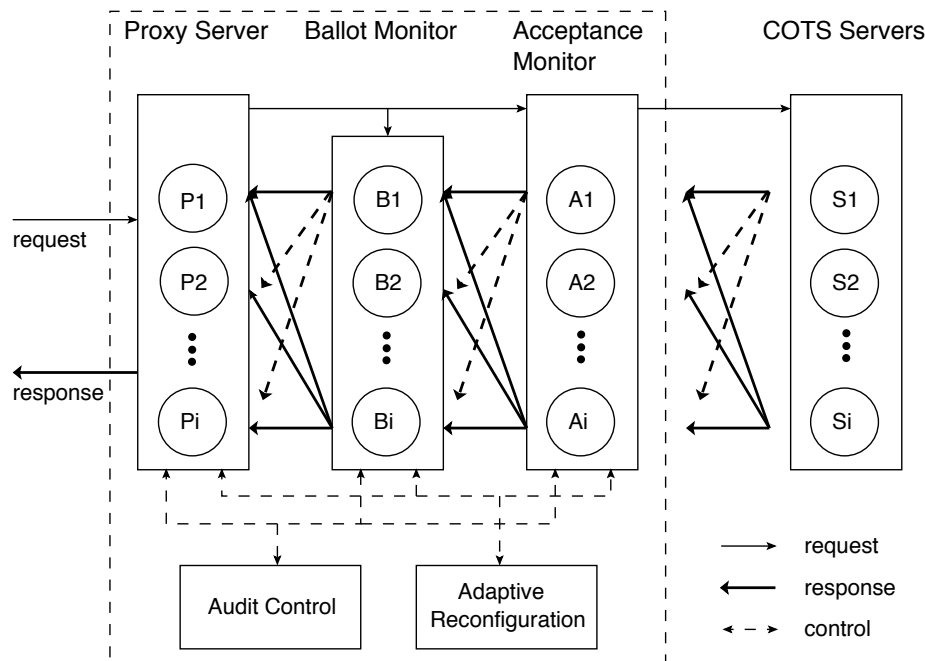 Proxy Server
Ballot Monitor
Acceptance
Monitor
COTS Servers
P1
B1
A1
S1
request
P2
B2
A2
S2
response
Pi
Bi
Ai
Si
request
Audit Control
Adaptive
Reconfiguration
response
control